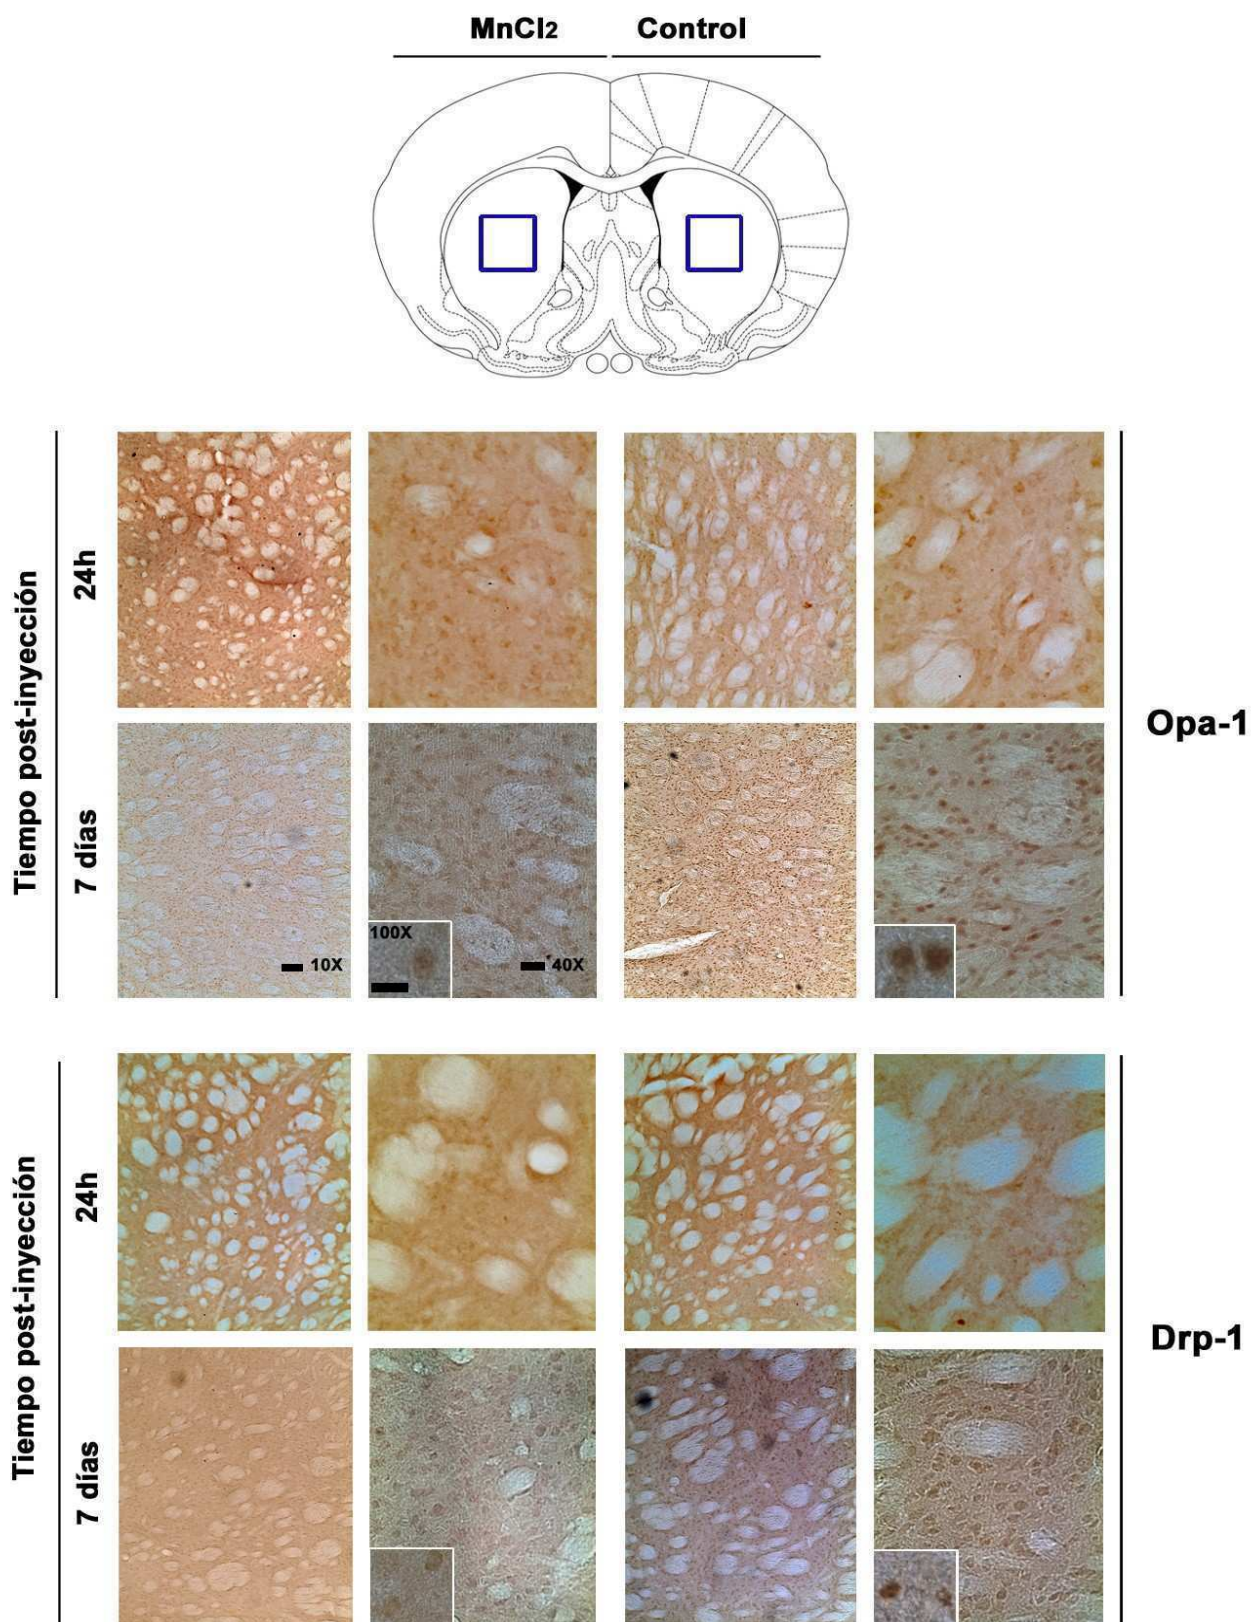 MnCl2 Control
Tiempo post-inyección
24h
Opa-1
7 días
100X
10X
40X
Tiempo post-inyección
24h
Drp-1
7 días